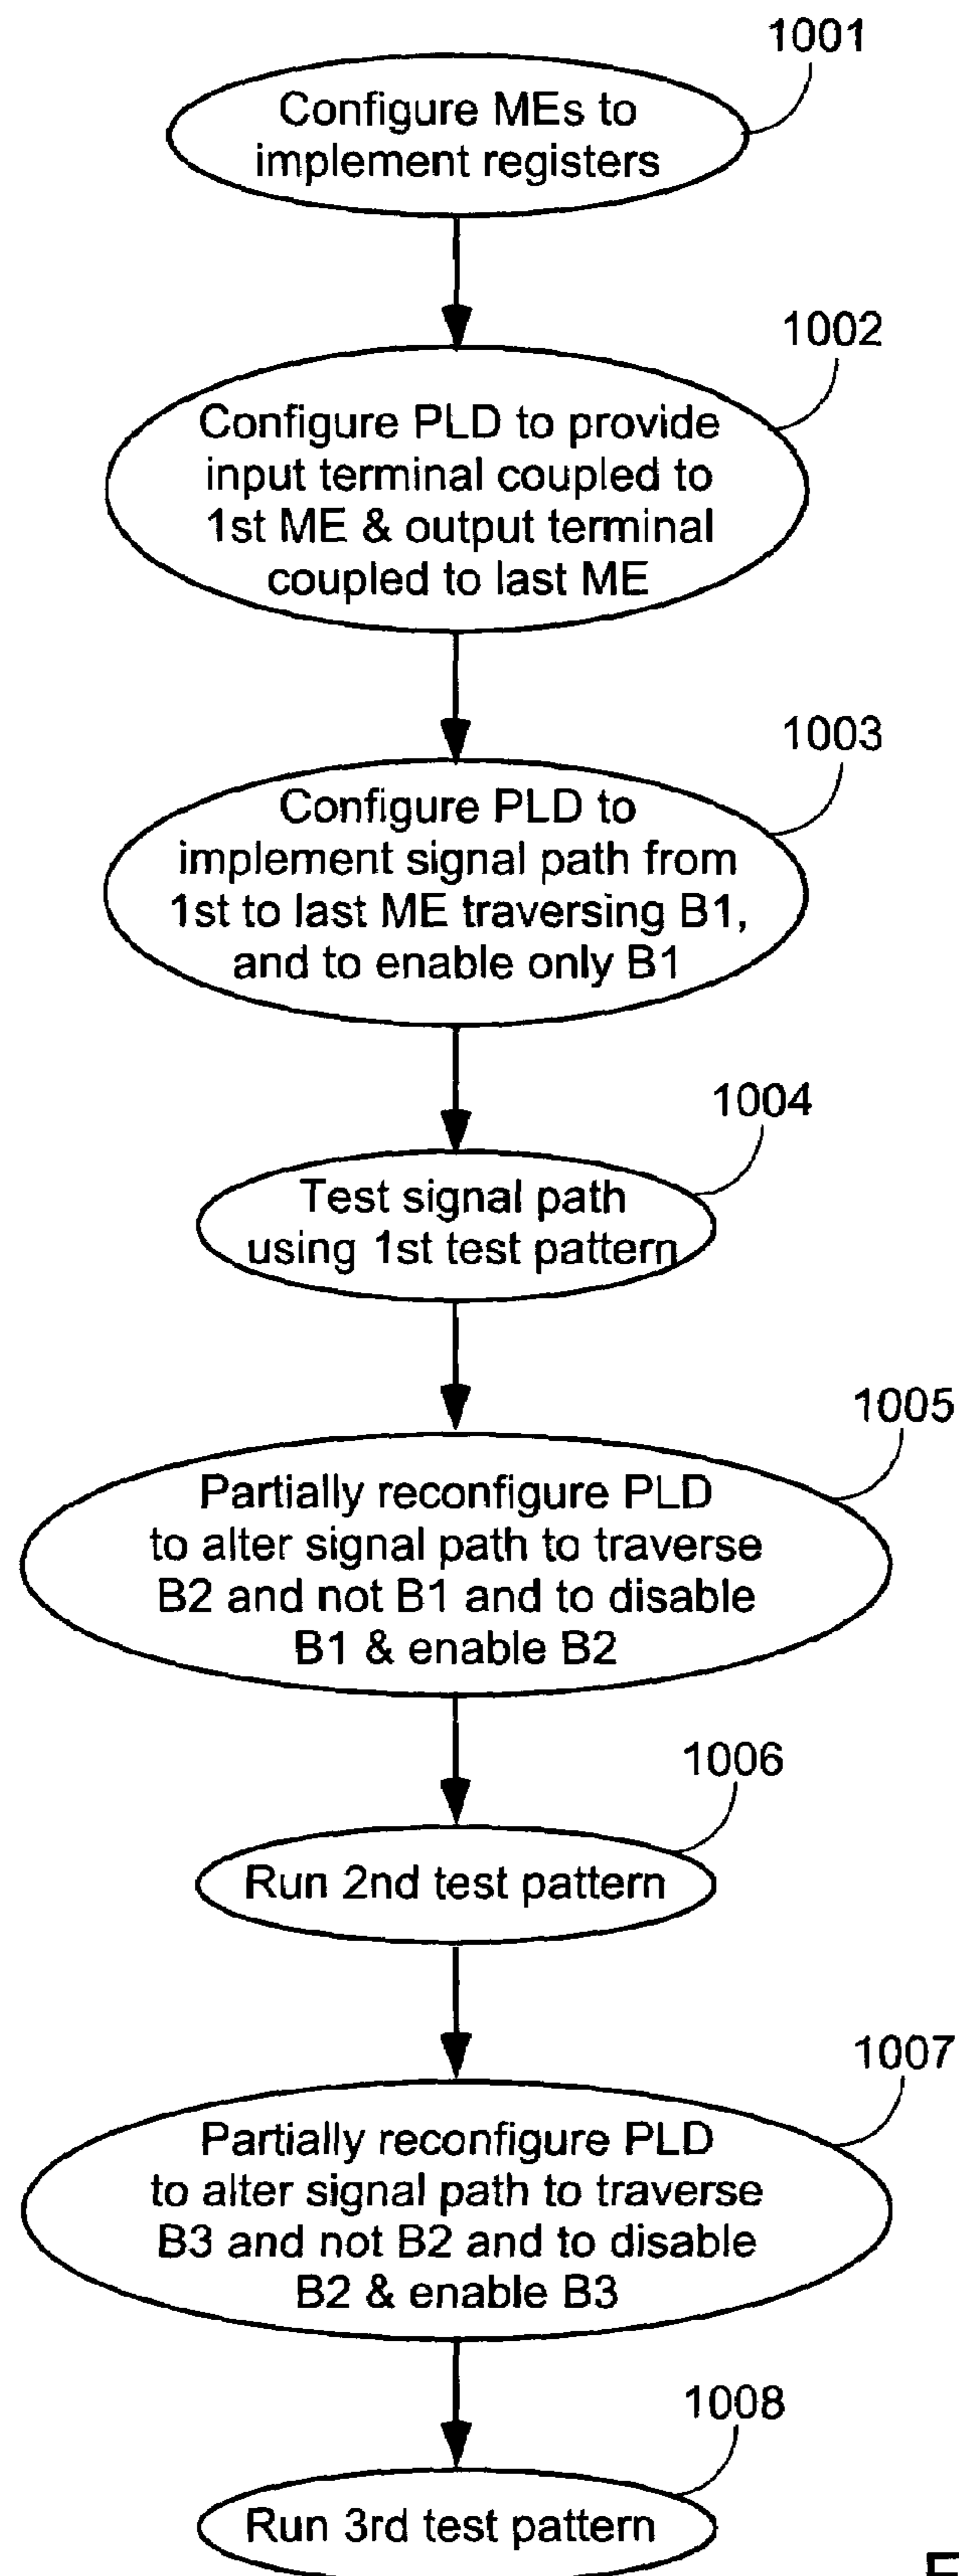 1001
Configure MEs to
implement registers
1002
Configure PLD to provide
input terminal coupled to
1st ME & output terminal
coupled to last ME
1003
Configure PLD to
implement signal path from
1st to last ME traversing B1,
and to enable only B1
1004
Test signal path
using 1st test pattern
1005
Partially reconfigure PLD
to alter signal path to traverse
B2 and not B1 and to disable
B1 & enable B2
1006
Run 2nd test pattern
1007
Partially reconfigure PLD
to alter signal path to traverse
B3 and not B2 and to disable
B2 & enable B3
1008
Run 3rd test pattern